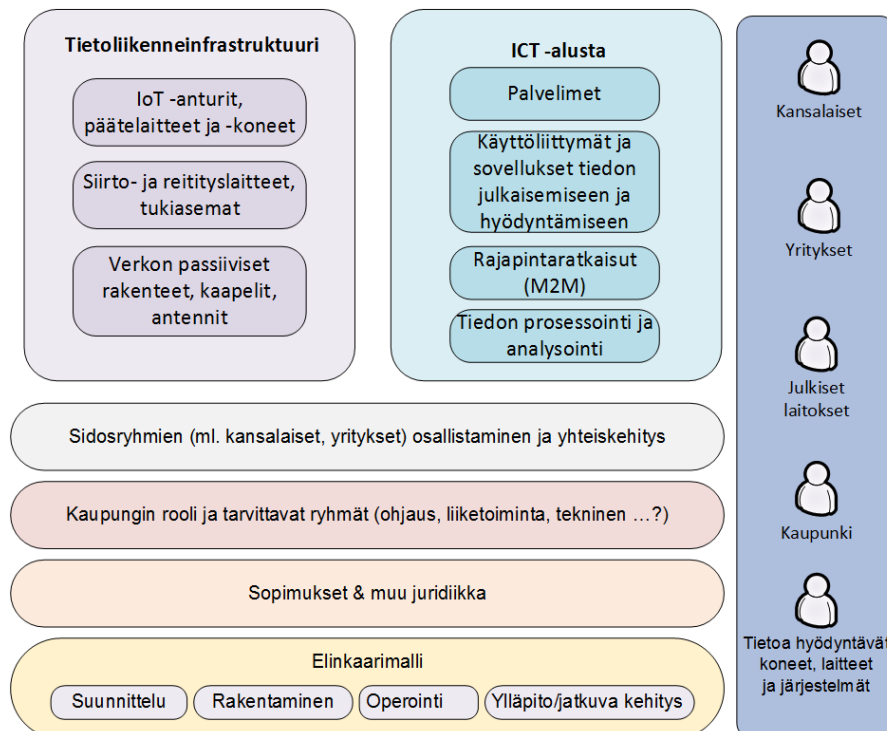 Tietoliikenneinfrastruktuuri
IoT -anturit,
päätelaitteet ja -koneet
Siirto- ja reitityslaitteet,
tukiasemat
Verkon passiiviset
rakenteet, kaapelit,
antennit
ICT -alusta
Palvelimet
Käyttöliittymät ja
sovellukset tiedon
julkaisemiseen ja
hyödyntämiseen
Rajapintaratkaisut
(M2M)
Tiedon prosessointi ja
analysointi
Sidosryhmien (ml. kansalaiset, yritykset) osallistaminen ja yhteiskehitys
Kaupungin rooli ja tarvittavat ryhmät (ohjaus, liiketoiminta, tekninen …?)
Sopimukset & muu juridiikka
Elinkaarimalli
Suunnittelu
Rakentaminen
Operointi
Ylläpito/jatkuva kehitys
Kansalaiset
Yritykset
Julkiset
laitokset
Kaupunki
Tietoa hyödyntävät
koneet, laitteet
ja järjestelmät